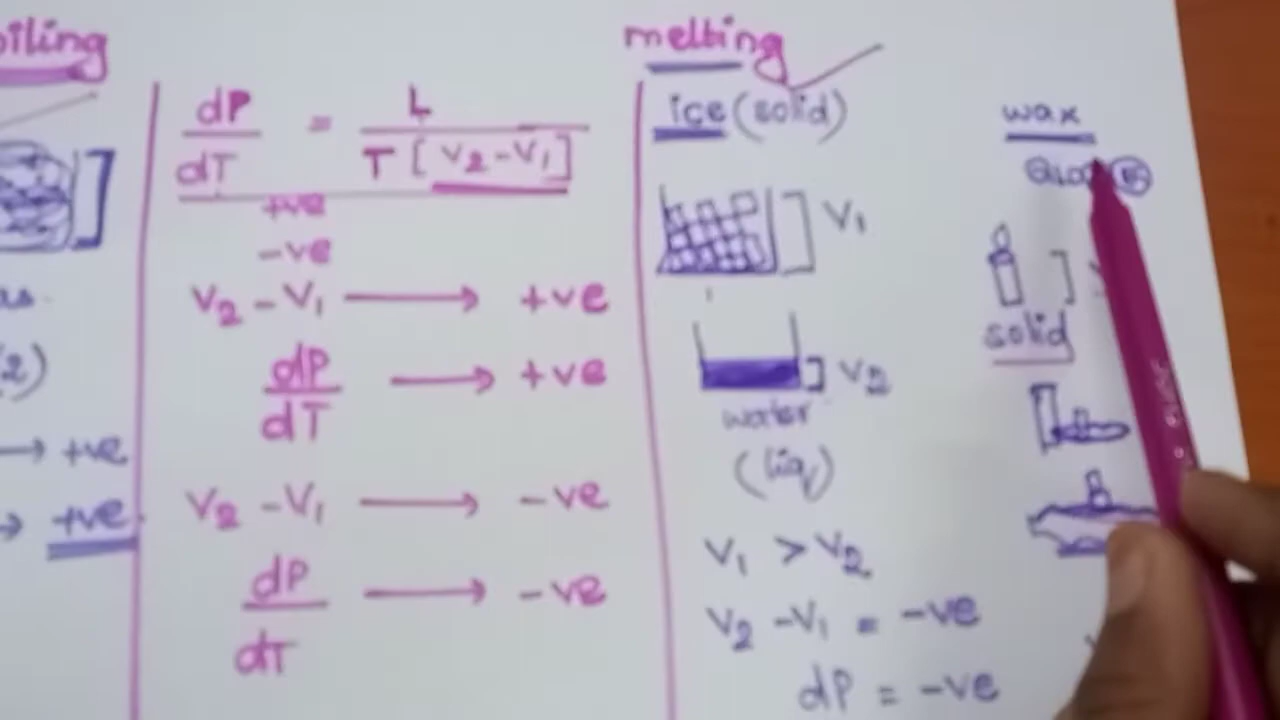 melting
dP/dT = L/T [V2-V1]
+ve
-ve
V2 - V1 → +ve
dP/dT → +ve
V2 - V1 → -ve
dP/dT → -ve
→ +ve
→ +ve
ice (solid)
V1
V2
water
(liq)
V1 > V2
V2 - V1 = -ve
dP = -ve
wax
solid